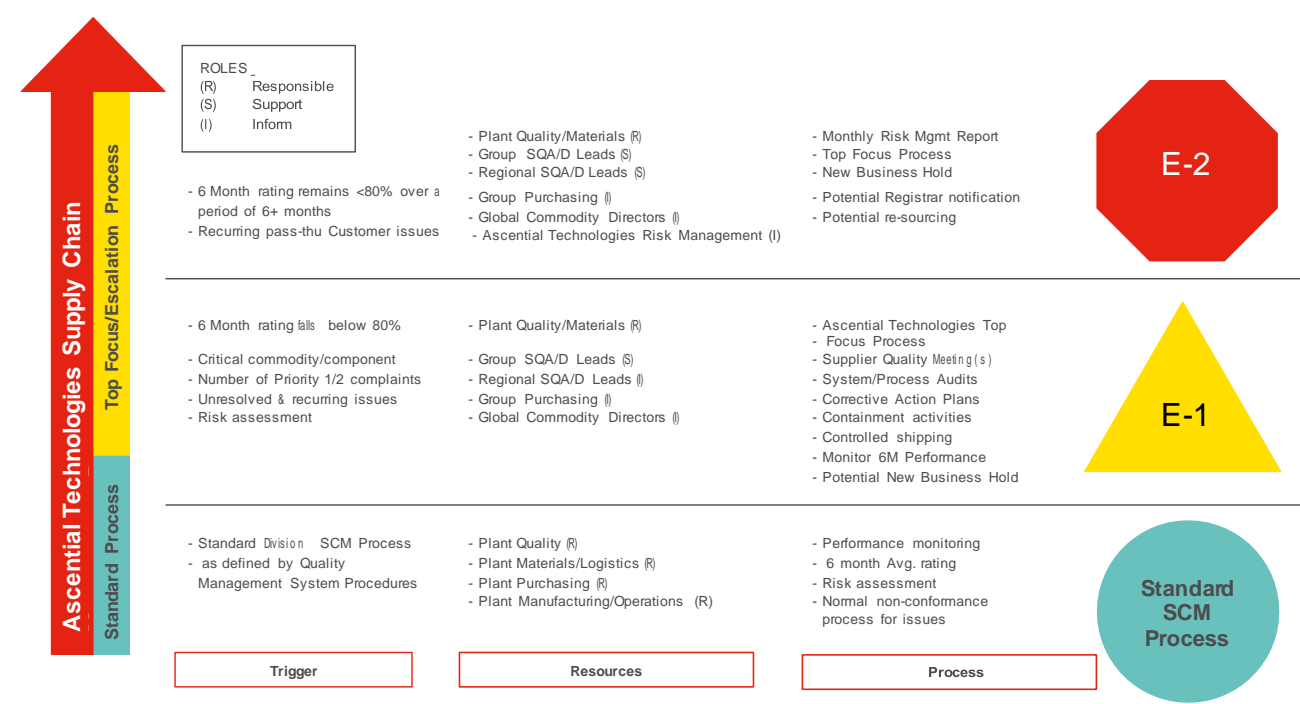 Ascential Technologies Supply Chain
Top Focus/Escalation Process
Standard Process
ROLES _
(R) Responsible
(S) Support
(I) Inform
- 6 Month rating remains <80% over a
period of 6+ months
- Recurring pass-thru Customer issues
- Plant Quality/Materials (R)
- Group SQA/D Leads (S)
- Regional SQA/D Leads (S)
- Group Purchasing (I)
- Global Commodity Directors (I)
- Ascential Technologies Risk Management (I)
- Monthly Risk Mgmt Report
- Top Focus Process
- New Business Hold
- Potential Registrar notification
- Potential re-sourcing
E-2
- 6 Month rating falls below 80%
- Critical commodity/component
- Number of Priority 1/2 complaints
- Unresolved & recurring issues
- Risk assessment
- Plant Quality/Materials (R)
- Group SQA/D Leads (S)
- Regional SQA/D Leads (I)
- Group Purchasing (I)
- Global Commodity Directors (I)
- Ascential Technologies Top
- Focus Process
- Supplier Quality Meeting(s)
- System/Process Audits
- Corrective Action Plans
- Containment activities
- Controlled shipping
- Monitor 6M Performance
- Potential New Business Hold
E-1
- Standard Division SCM Process
- as defined by Quality
Management System Procedures
- Plant Quality (R)
- Plant Materials/Logistics (R)
- Plant Purchasing (R)
- Plant Manufacturing/Operations (R)
- Performance monitoring
- 6 month Avg. rating
- Risk assessment
- Normal non-conformance
process for issues
Standard
SCM
Process
Trigger
Resources
Process